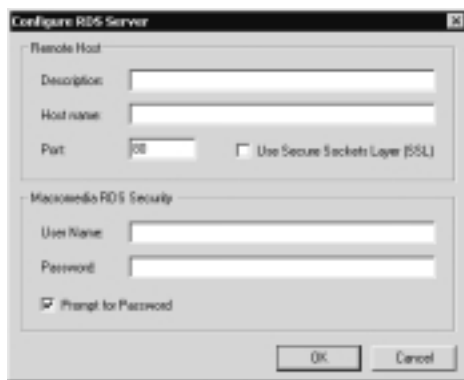 Configure RDS Server
Remote Host
Description:
Host name:
Port: 80 Use Secure Sockets Layer (SSL)
Macromedia RDS Security
User Name:
Password:
Prompt for Password
OK Cancel